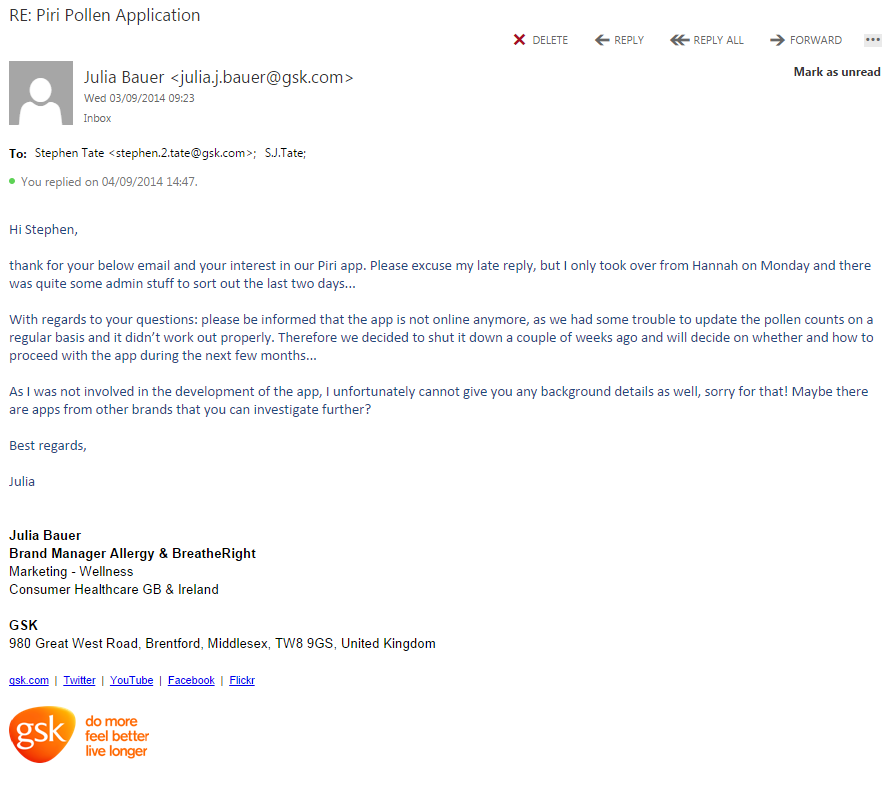 RE: Piri Pollen Application
DELETE REPLY REPLY ALL FORWARD •••
Julia Bauer <julia.j.bauer@gsk.com>
Mark as unread
Wed 03/09/2014 09:23
Inbox
To: Stephen Tate <stephen.2.tate@gsk.com>; S.J.Tate;
You replied on 04/09/2014 14:47.
Hi Stephen,
thank for your below email and your interest in our Piri app. Please excuse my late reply, but I only took over from Hannah on Monday and there
was quite some admin stuff to sort out the last two days...
With regards to your questions: please be informed that the app is not online anymore, as we had some trouble to update the pollen counts on a
regular basis and it didn't work out properly. Therefore we decided to shut it down a couple of weeks ago and will decide on whether and how to
proceed with the app during the next few months...
As I was not involved in the development of the app, I unfortunately cannot give you any background details as well, sorry for that! Maybe there
are apps from other brands that you can investigate further?
Best regards,
Julia
Julia Bauer
Brand Manager Allergy & BreatheRight
Marketing - Wellness
Consumer Healthcare GB & Ireland
GSK
980 Great West Road, Brentford, Middlesex, TW8 9GS, United Kingdom
gsk.com | Twitter | YouTube | Facebook | Flickr
gsk
do more
feel better
live longer